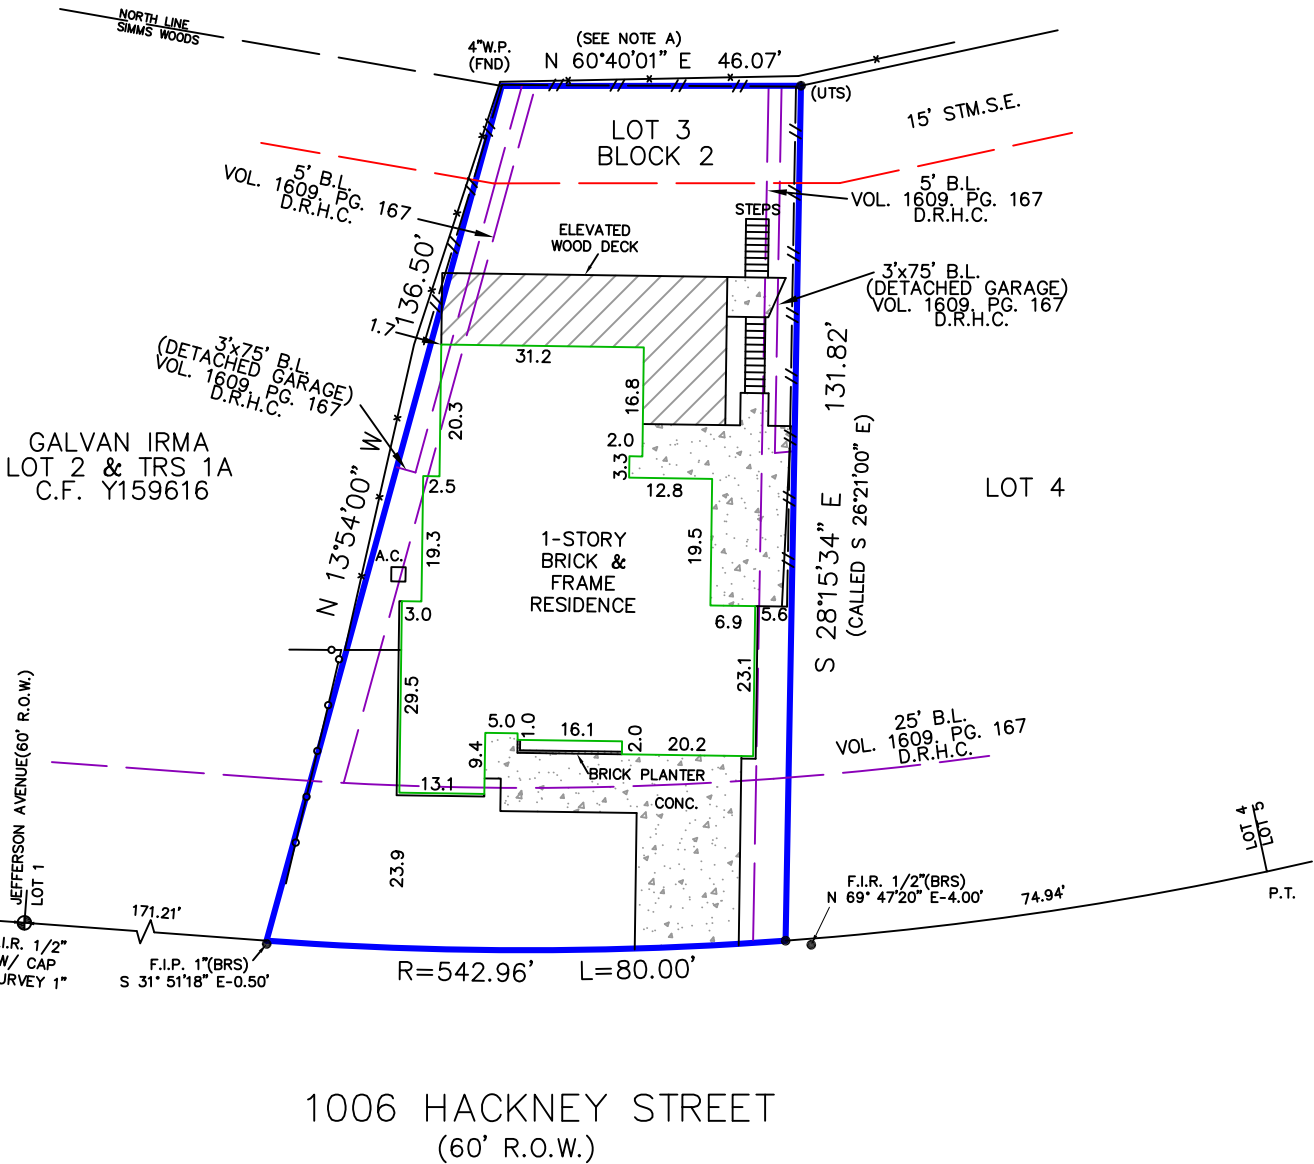 NORTH LINE
SIMMS WOODS
4"W.P.
(FND)
(SEE NOTE A)
N 60°40'01" E 46.07'
(UTS)
15' STM.S.E.
LOT 3
BLOCK 2
5' B.L.
VOL. 1609, PG. 167
D.R.H.C.
5' B.L.
VOL. 1609, PG. 167
D.R.H.C.
STEPS
ELEVATED
WOOD DECK
3'x75' B.L.
(DETACHED GARAGE)
VOL. 1609, PG. 167
D.R.H.C.
136.50'
1.7
31.2
3'x75' B.L.
(DETACHED GARAGE)
VOL. 1609, PG. 167
D.R.H.C.
131.82'
16.8
20.3
GALVAN IRMA
LOT 2 & TRS 1A
C.F. Y159616
2.0
3.3
2.5
12.8
LOT 4
N 13°54'00" W
S 28°15'34" E
(CALLED S 26°21'00" E)
19.3
19.5
1-STORY
BRICK &
FRAME
RESIDENCE
A.C.
3.0
6.9
5.6
29.5
23.1
5.0
1.0
16.1
2.0
20.2
9.4
25' B.L.
VOL. 1609, PG. 167
D.R.H.C.
BRICK PLANTER
13.1
CONC.
JEFFERSON AVENUE(60' R.O.W.)
LOT 1
23.9
LOT 4
LOT 5
171.21'
F.I.R. 1/2"(BRS)
N 69° 47'20" E-4.00'
74.94'
P.T.
.I.R. 1/2"
W/ CAP
URVEY 1"
F.I.P. 1"(BRS)
S 31° 51'18" E-0.50'
R=542.96' L=80.00'
1006 HACKNEY STREET
(60' R.O.W.)